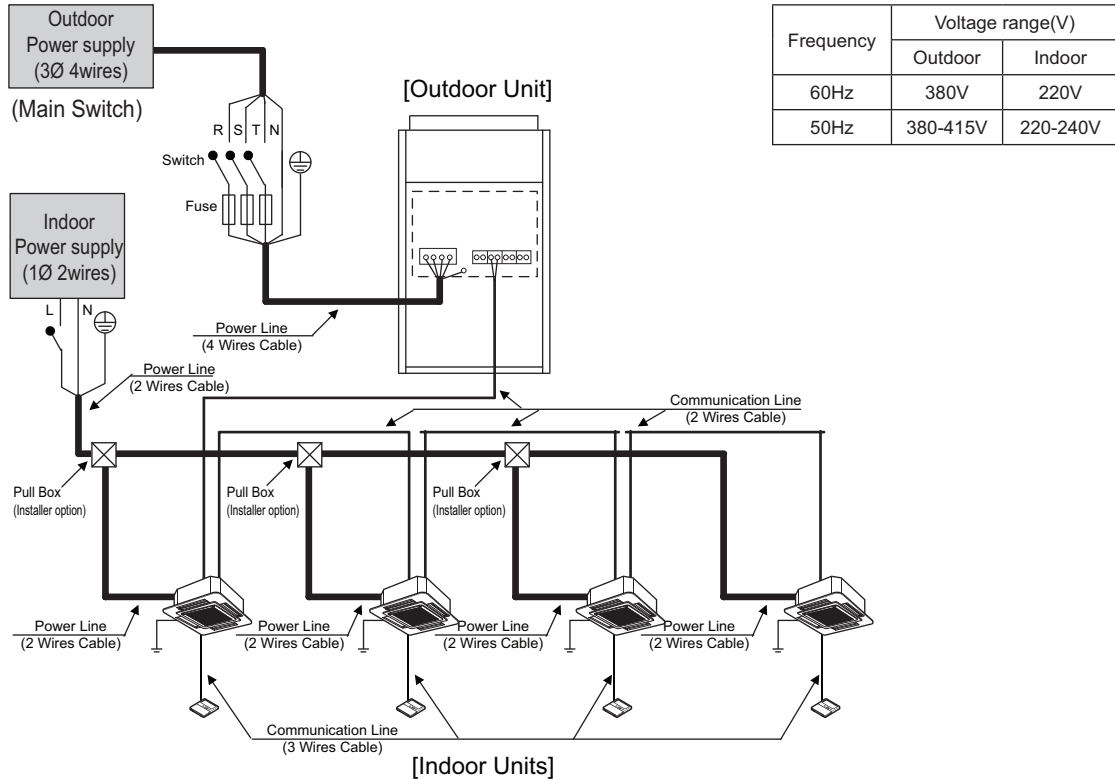 Outdoor
Power supply
(3Ø 4wires)
(Main Switch)
R S T N
Switch
Fuse
[Outdoor Unit]
Frequency
Voltage range(V)
Outdoor Indoor
60Hz 380V 220V
50Hz 380-415V 220-240V
Indoor
Power supply
(1Ø 2wires)
L N
Power Line
(4 Wires Cable)
Power Line
(2 Wires Cable)
Communication Line
(2 Wires Cable)
Pull Box
(Installer option)
Pull Box
(Installer option)
Pull Box
(Installer option)
Power Line
(2 Wires Cable)
Power Line
(2 Wires Cable)
Power Line
(2 Wires Cable)
Power Line
(2 Wires Cable)
Communication Line
(3 Wires Cable)
[Indoor Units]